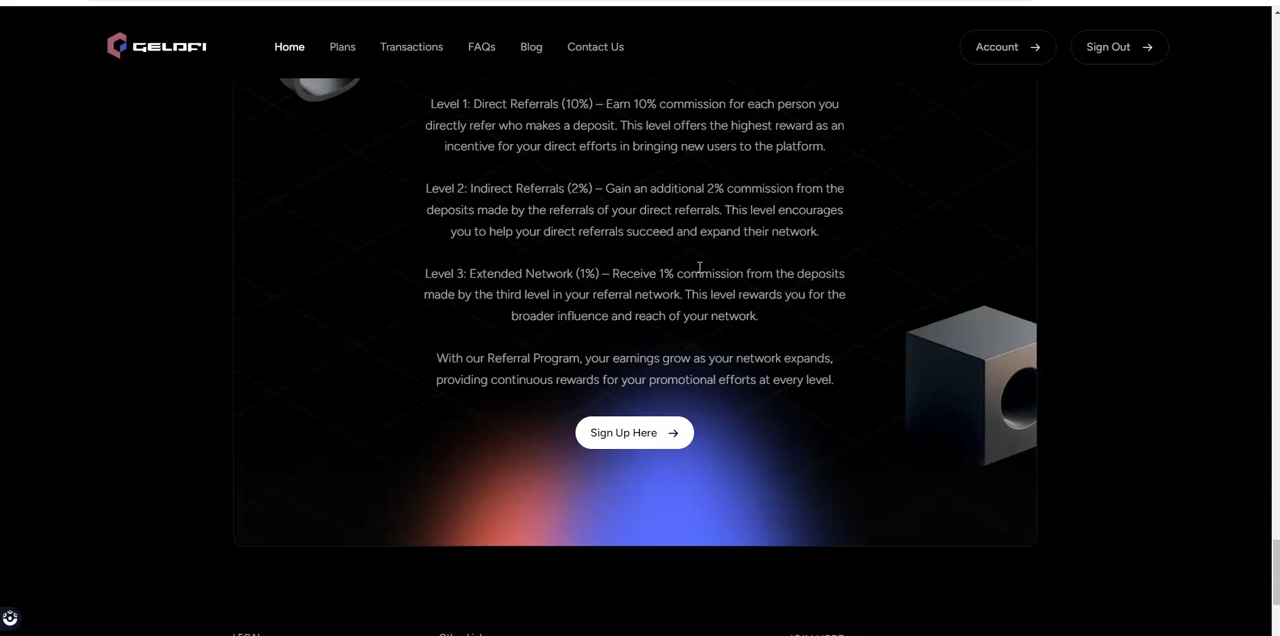 GELDFI
Home Plans Transactions FAQs Blog Contact Us Account Sign Out
Level 1: Direct Referrals (10%) – Earn 10% commission for each person you
directly refer who makes a deposit. This level offers the highest reward as an
incentive for your direct efforts in bringing new users to the platform.
Level 2: Indirect Referrals (2%) – Gain an additional 2% commission from the
deposits made by the referrals of your direct referrals. This level encourages
you to help your direct referrals succeed and expand their network.
Level 3: Extended Network (1%) – Receive 1% commission from the deposits
made by the third level in your referral network. This level rewards you for the
broader influence and reach of your network.
With our Referral Program, your earnings grow as your network expands,
providing continuous rewards for your promotional efforts at every level.
Sign Up Here